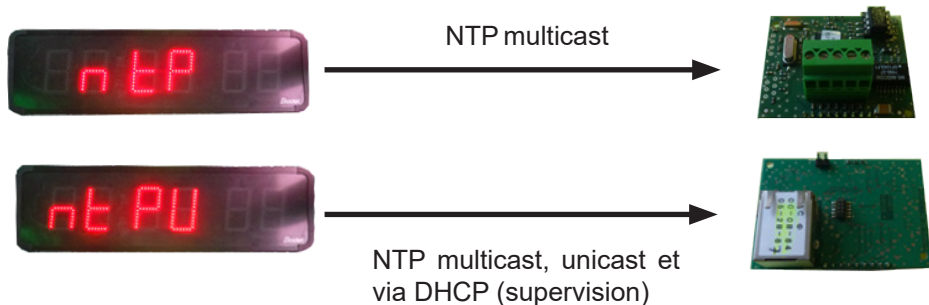 ntP
NTP multicast
ntPU
NTP multicast, unicast et
via DHCP (supervision)